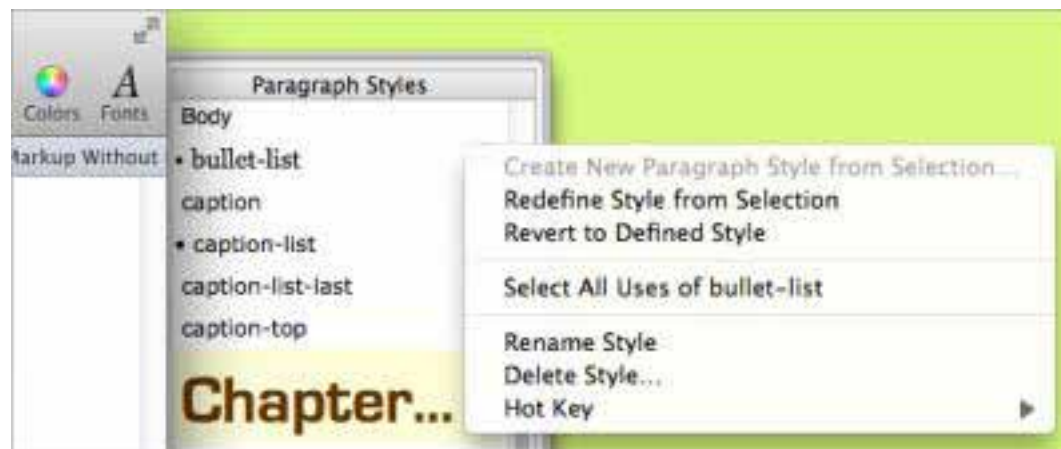 Colors Fonts
Markup Without
Paragraph Styles
Body
• bullet-list
caption
• caption-list
caption-list-last
caption-top
Chapter...
Create New Paragraph Style from Selection...
Redefine Style from Selection
Revert to Defined Style
Select All Uses of bullet-list
Rename Style
Delete Style...
Hot Key